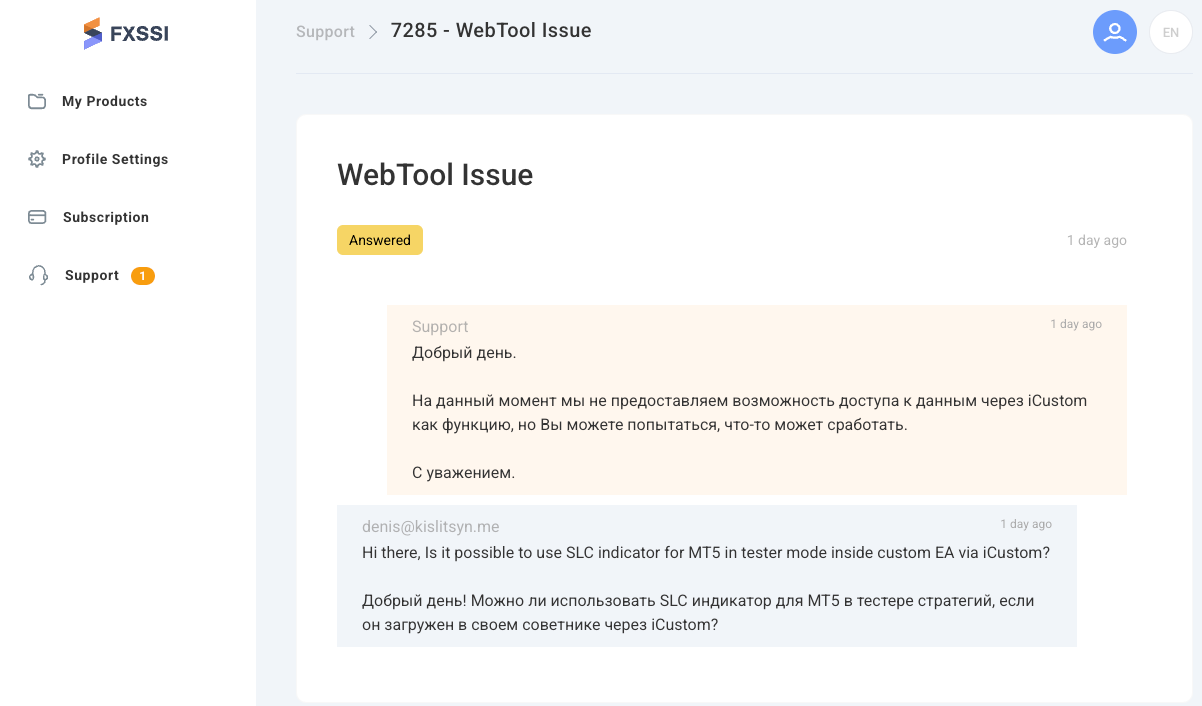 FXSSI
My Products
Profile Settings
Subscription
Support 1
Support 7285 - WebTool Issue
EN
WebTool Issue
Answered
1 day ago
Support
1 day ago
Добрый день.
На данный момент мы не предоставляем возможность доступа к данным через iCustom
как функцию, но Вы можете попытаться, что-то может сработать.
С уважением.
denis@kislitsyn.me
1 day ago
Hi there, Is it possible to use SLC indicator for MT5 in tester mode inside custom EA via iCustom?
Добрый день! Можно ли использовать SLC индикатор для MT5 в тестере стратегий, если
он загружен в своем советнике через iCustom?